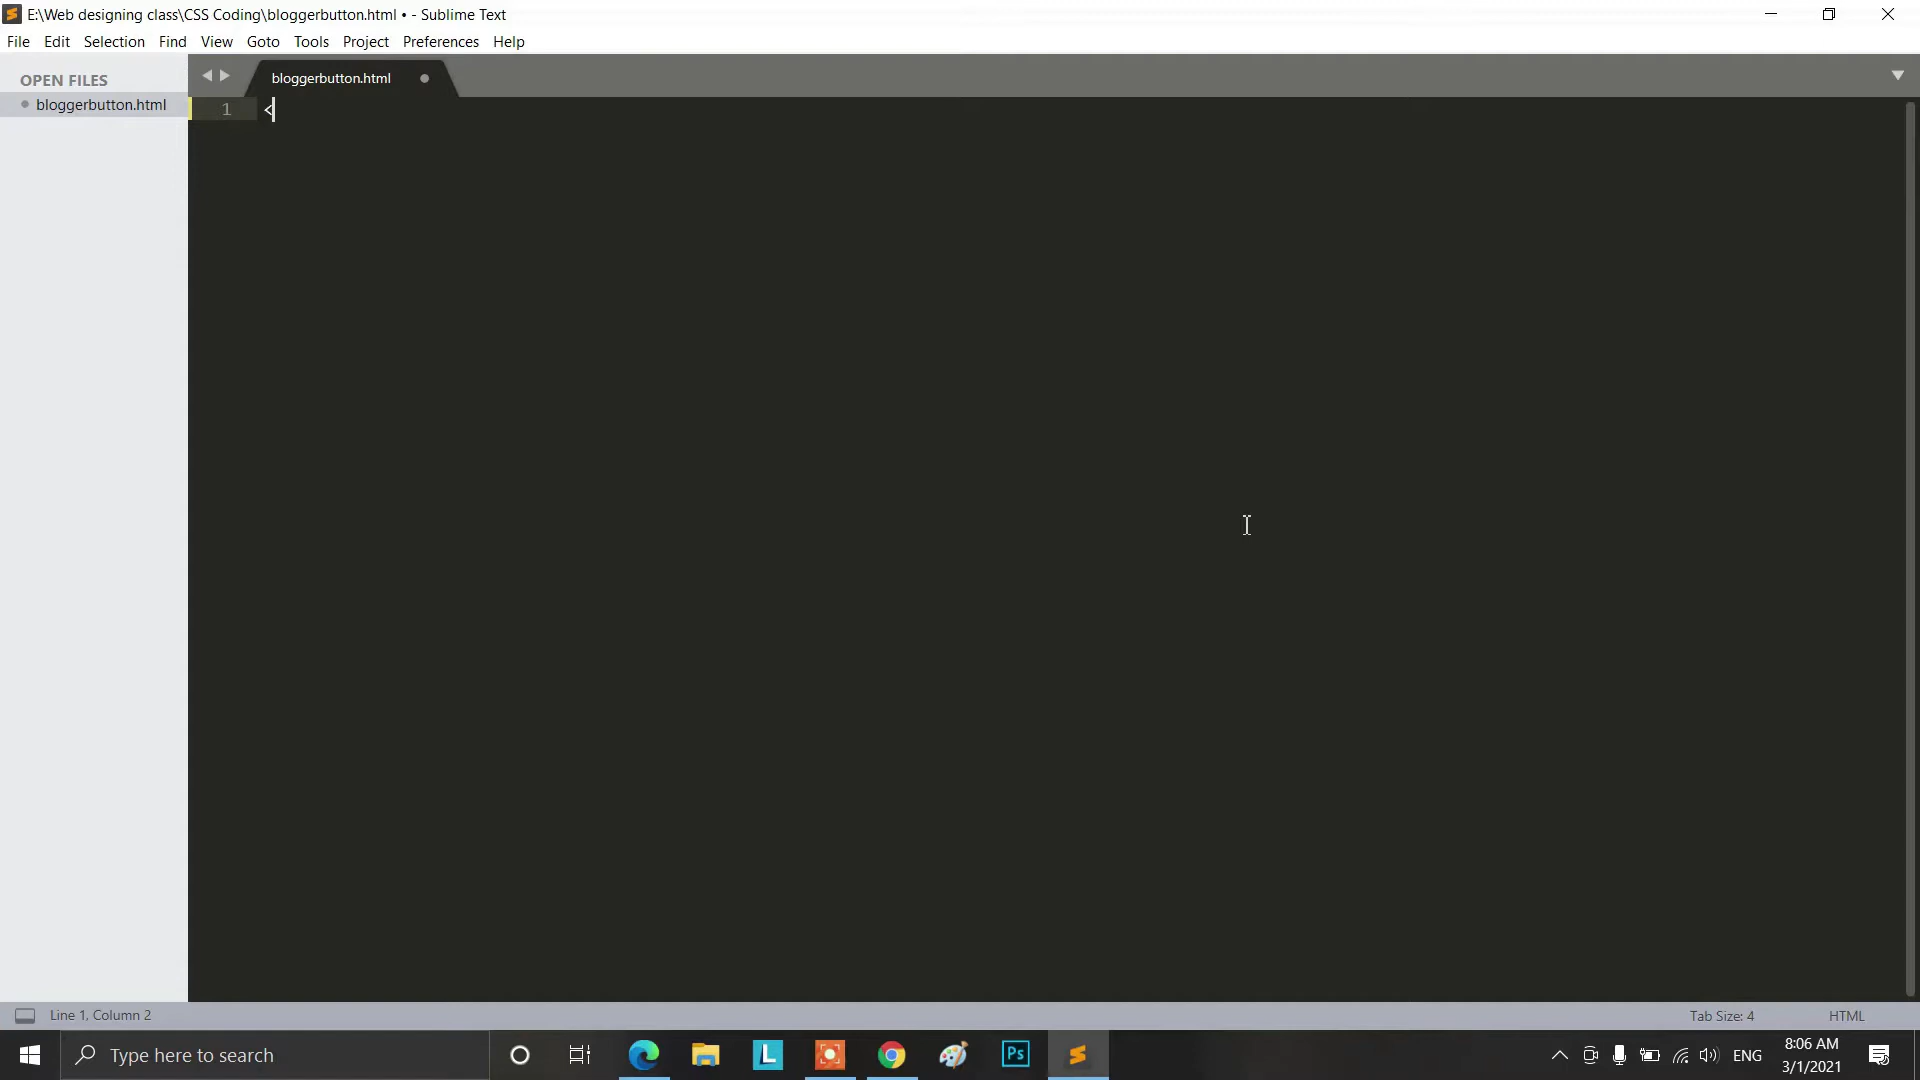 E:\Web designing class\CSS Coding\bloggerbutton.html • - Sublime Text
File Edit Selection Find View Goto Tools Project Preferences Help
OPEN FILES
bloggerbutton.html
bloggerbutton.html
1 <
Line 1, Column 2
Tab Size: 4
HTML
Type here to search
L
Ps
ENG
8:06 AM
3/1/2021